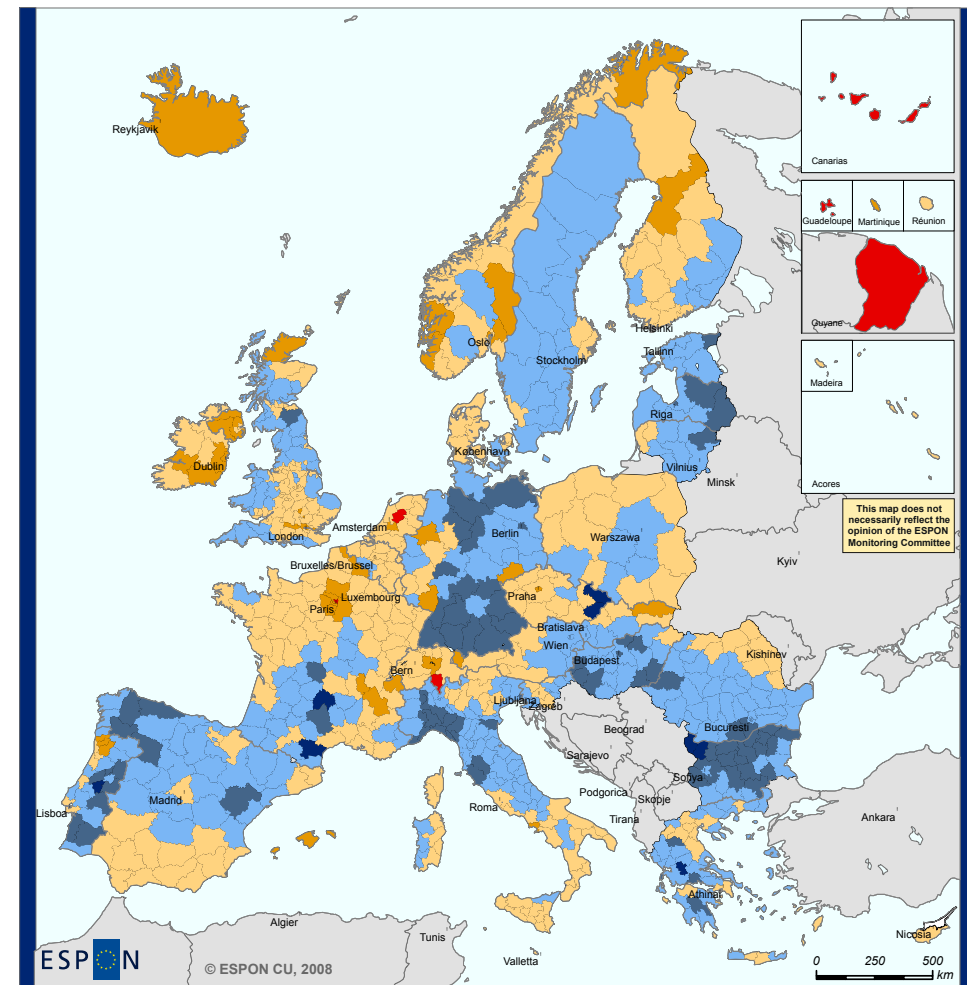 Reykjavik
Canarias
Guadeloupe
Martinique
Réunion
Guyane
Madeira
Acores
This map does not
necessarily reflect the
opinion of the ESPON
Monitoring Committee
Helsinki
Oslo
Tallinn
Stockholm
Riga
København
Vilnius
Minsk
Dublin
Amsterdam
London
Berlin
Warszawa
Kyiv
Bruxelles/Brussel
Luxembourg
Praha
Paris
Bratislava
Wien
Kishinev
Bern
Budapest
Ljubljana
Zagreb
Beograd
Bucuresti
Sarajevo
Sofiya
Podgorica
Skopje
Madrid
Roma
Lisboa
Tirana
Ankara
Athinai
Nicosia
Algier
Tunis
Valletta
ESPON
© ESPON CU, 2008
0 250 500
km